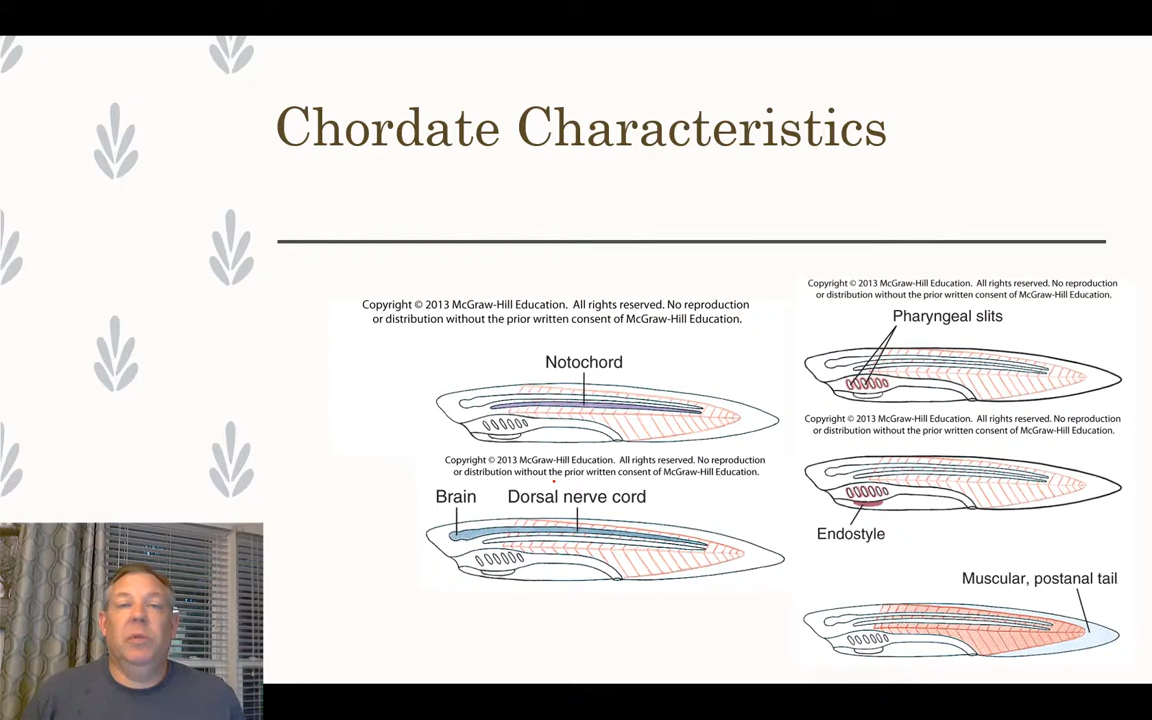 Chordate Characteristics
Copyright © 2013 McGraw-Hill Education. All rights reserved. No reproduction
or distribution without the prior written consent of McGraw-Hill Education.
Notochord
Copyright © 2013 McGraw-Hill Education. All rights reserved. No reproduction
or distribution without the prior written consent of McGraw-Hill Education.
Brain
Dorsal nerve cord
Copyright © 2013 McGraw-Hill Education. All rights reserved. No reproduction
or distribution without the prior written consent of McGraw-Hill Education.
Pharyngeal slits
Copyright © 2013 McGraw-Hill Education. All rights reserved. No reproduction
or distribution without the prior written consent of McGraw-Hill Education.
Endostyle
Muscular, postanal tail